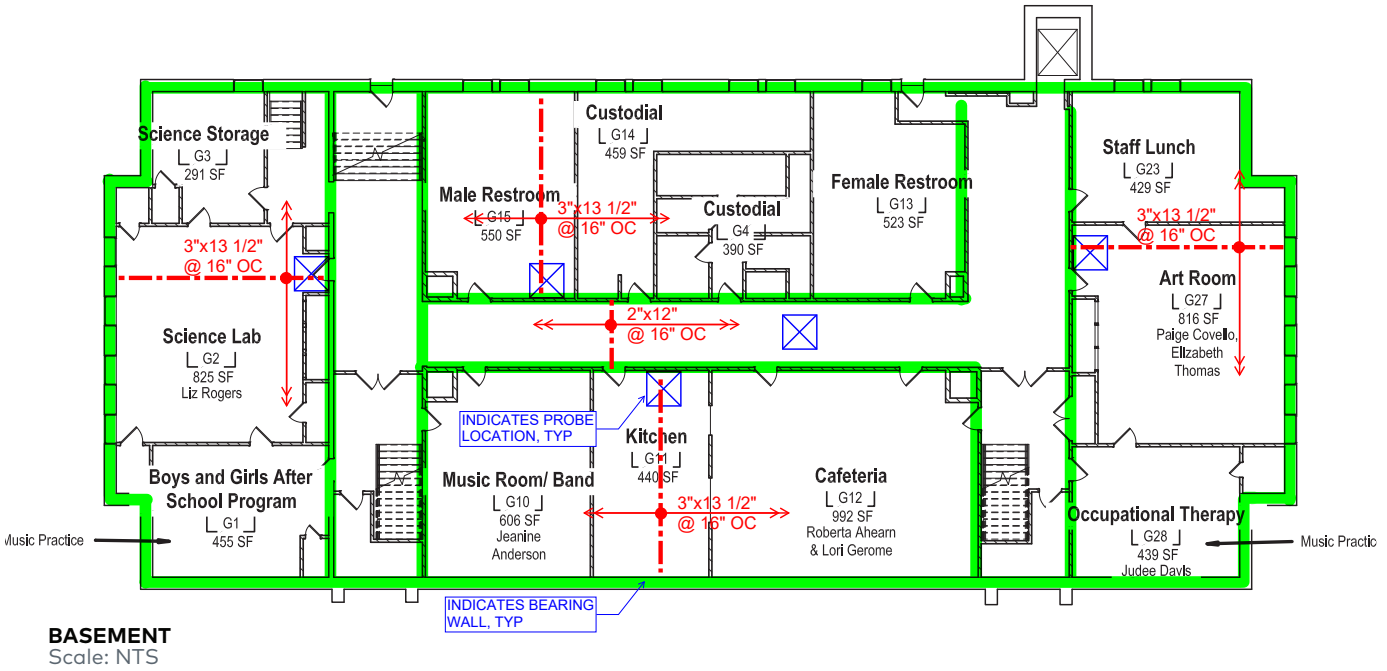 Science Storage
G3
291 SF
3"x13 1/2"
@ 16" OC
Science Lab
G2
825 SF
Liz Rogers
Boys and Girls After
School Program
G1
455 SF
Music Practice
Custodial
G14
459 SF
Male Restroom
G15
550 SF
3"x13 1/2"
@ 16" OC
Custodial
G4
390 SF
Female Restroom
G13
523 SF
2"x12"
@ 16" OC
INDICATES PROBE
LOCATION, TYP
Music Room/ Band
G10
606 SF
Jeanine
Anderson
Kitchen
G11
440 SF
3"x13 1/2"
@ 16" OC
Cafeteria
G12
992 SF
Roberta Ahearn
& Lori Gerome
INDICATES BEARING
WALL, TYP
Staff Lunch
G23
429 SF
3"x13 1/2"
@ 16" OC
Art Room
G27
816 SF
Paige Covello,
Elizabeth
Thomas
Occupational Therapy
G28
439 SF
Judee Davis
Music Practic
BASEMENT
Scale: NTS